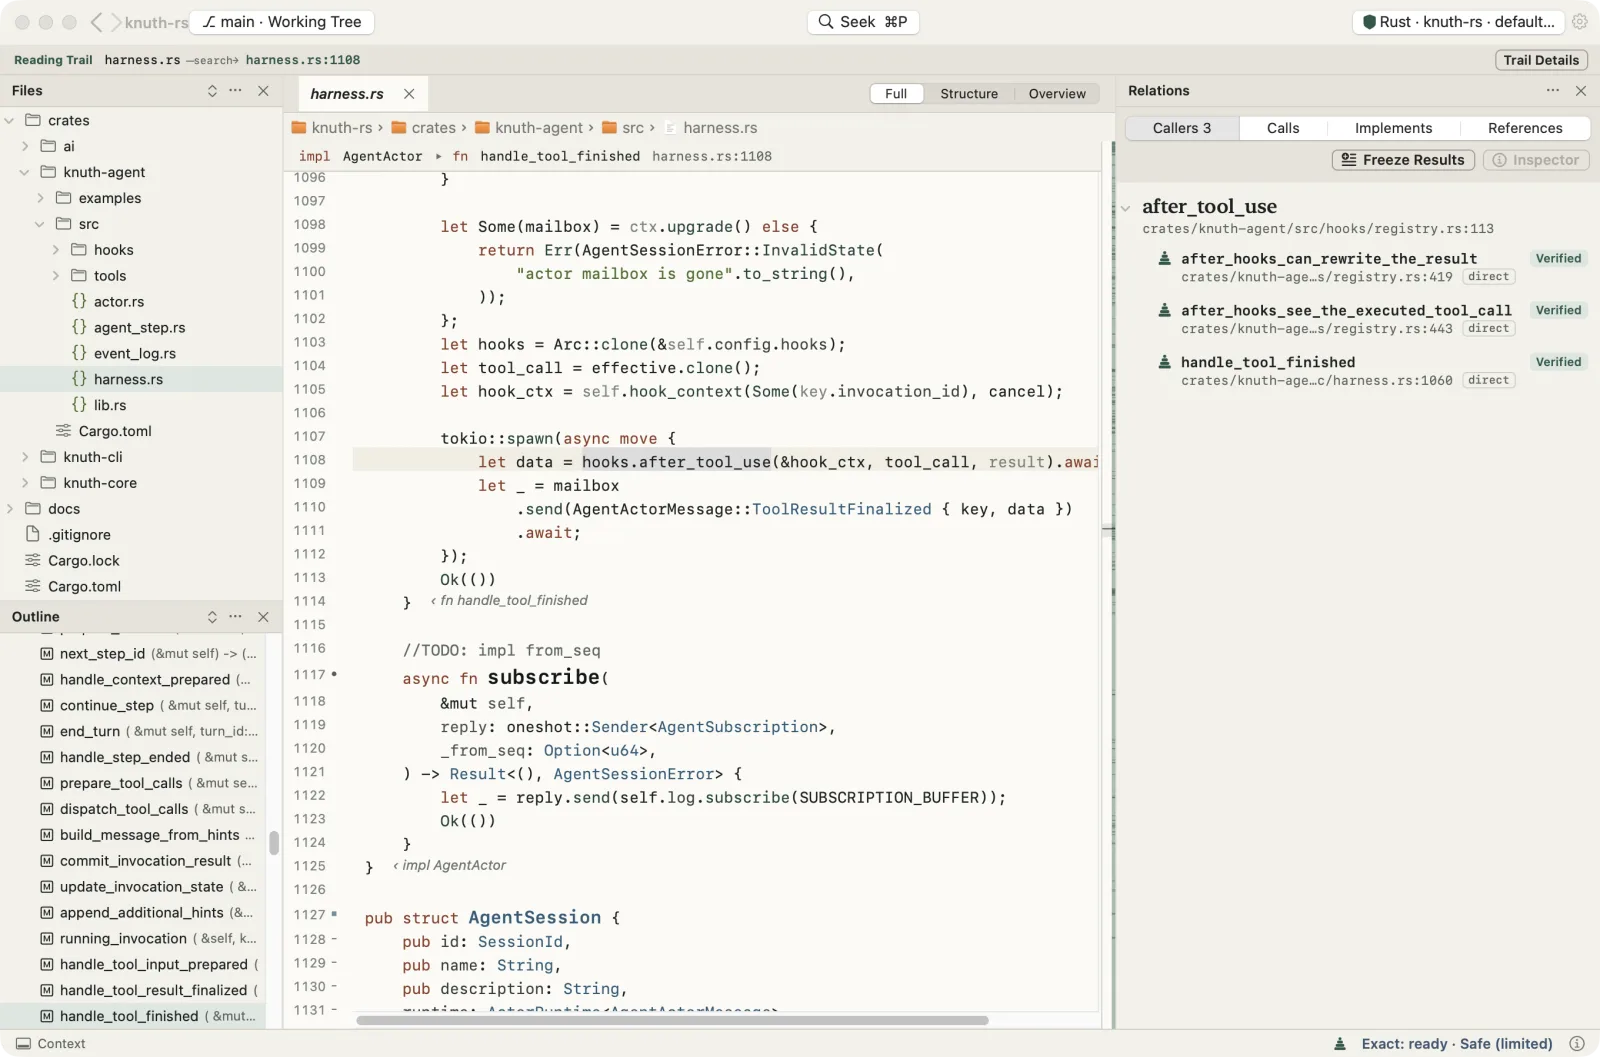 knuth-rs
main · Working Tree
Seek ⌘P
Rust · knuth-rs · default...
Reading Trail harness.rs —search→ harness.rs:1108
Trail Details
Files
crates
ai
knuth-agent
examples
src
hooks
tools
{} actor.rs
{} agent_step.rs
{} event_log.rs
{} harness.rs
{} lib.rs
Cargo.toml
knuth-cli
knuth-core
docs
.gitignore
Cargo.lock
Cargo.toml
Outline
M next_step_id (&mut self) -> (...
M handle_context_prepared (...
M continue_step ( &mut self, tu...
M end_turn ( &mut self, turn_id:...
M handle_step_ended ( &mut s...
M prepare_tool_calls ( &mut se...
M dispatch_tool_calls ( &mut s...
M build_message_from_hints ...
M commit_invocation_result (...
M update_invocation_state ( &...
M append_additional_hints (&...
M running_invocation ( &self, k...
M handle_tool_input_prepared (
M handle_tool_result_finalized (
M handle_tool_finished ( &mut...
harness.rs
Full Structure Overview
knuth-rs › crates › knuth-agent › src › harness.rs
impl AgentActor ▸ fn handle_tool_finished harness.rs:1108
1096 }
1097
1098 let Some(mailbox) = ctx.upgrade() else {
1099 return Err(AgentSessionError::InvalidState(
1100 "actor mailbox is gone".to_string(),
1101 ));
1102 };
1103 let hooks = Arc::clone(&self.config.hooks);
1104 let tool_call = effective.clone();
1105 let hook_ctx = self.hook_context(Some(key.invocation_id), cancel);
1106
1107 tokio::spawn(async move {
1108 let data = hooks.after_tool_use(&hook_ctx, tool_call, result).awai
1109 let _ = mailbox
1110 .send(AgentActorMessage::ToolResultFinalized { key, data })
1111 .await;
1112 });
1113 Ok(())
1114 } ‹ fn handle_tool_finished
1115
1116 //TODO: impl from_seq
1117 async fn subscribe(
1118 &mut self,
1119 reply: oneshot::Sender<AgentSubscription>,
1120 _from_seq: Option<u64>,
1121 ) -> Result<(), AgentSessionError> {
1122 let _ = reply.send(self.log.subscribe(SUBSCRIPTION_BUFFER));
1123 Ok(())
1124 }
1125 } ‹ impl AgentActor
1126
1127 pub struct AgentSession {
1128 pub id: SessionId,
1129 pub name: String,
1130 pub description: String,
1131 runtime: ActorRuntime<AgentActorMessage>
Relations
Callers 3 Calls Implements References
Freeze Results Inspector
after_tool_use
crates/knuth-agent/src/hooks/registry.rs:113
after_hooks_can_rewrite_the_result Verified
crates/knuth-age…s/registry.rs:419 direct
after_hooks_see_the_executed_tool_call Verified
crates/knuth-age…s/registry.rs:443 direct
handle_tool_finished Verified
crates/knuth-age…c/harness.rs:1060 direct
Context
Exact: ready · Safe (limited)